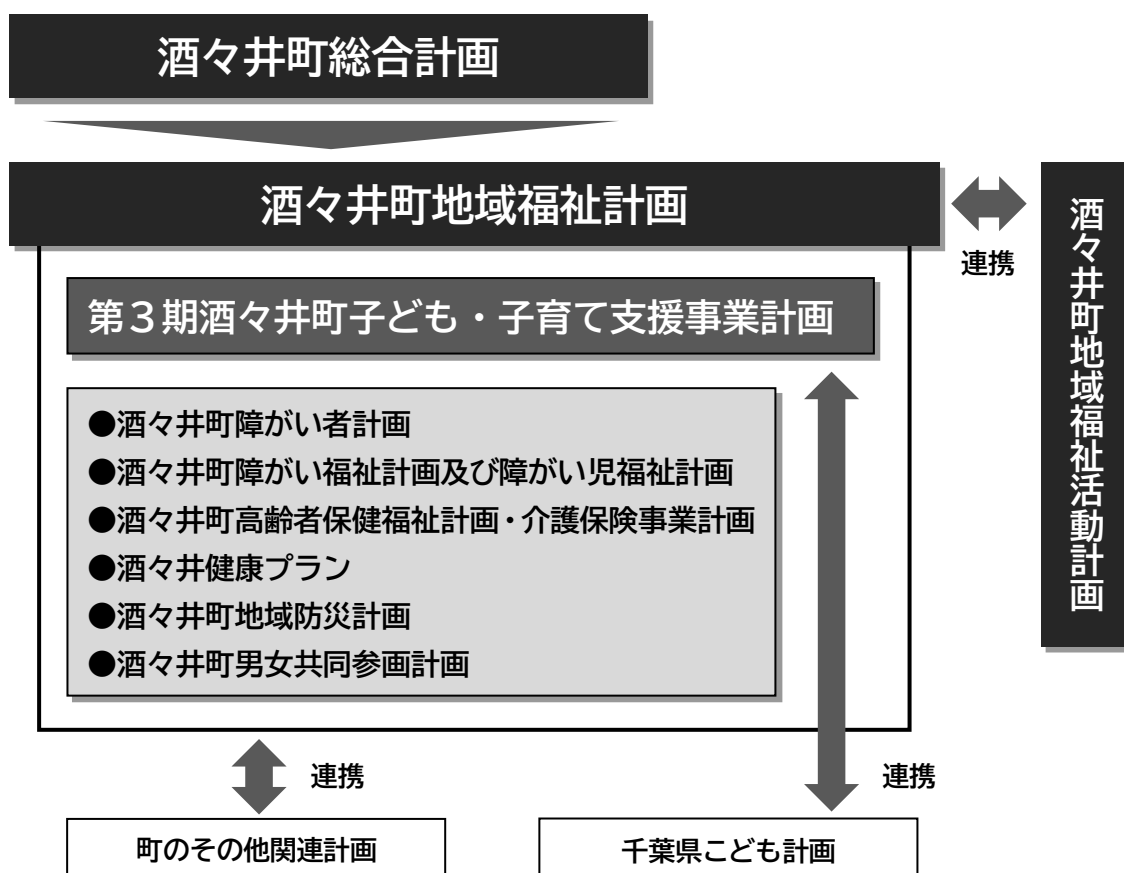 酒々井町総合計画
酒々井町地域福祉計画
連携
酒々井町地域福祉活動計画
第3期酒々井町子ども・子育て支援事業計画
●酒々井町障がい者計画
●酒々井町障がい福祉計画及び障がい児福祉計画
●酒々井町高齢者保健福祉計画・介護保険事業計画
●酒々井健康プラン
●酒々井町地域防災計画
●酒々井町男女共同参画計画
連携
連携
町のその他関連計画
千葉県こども計画